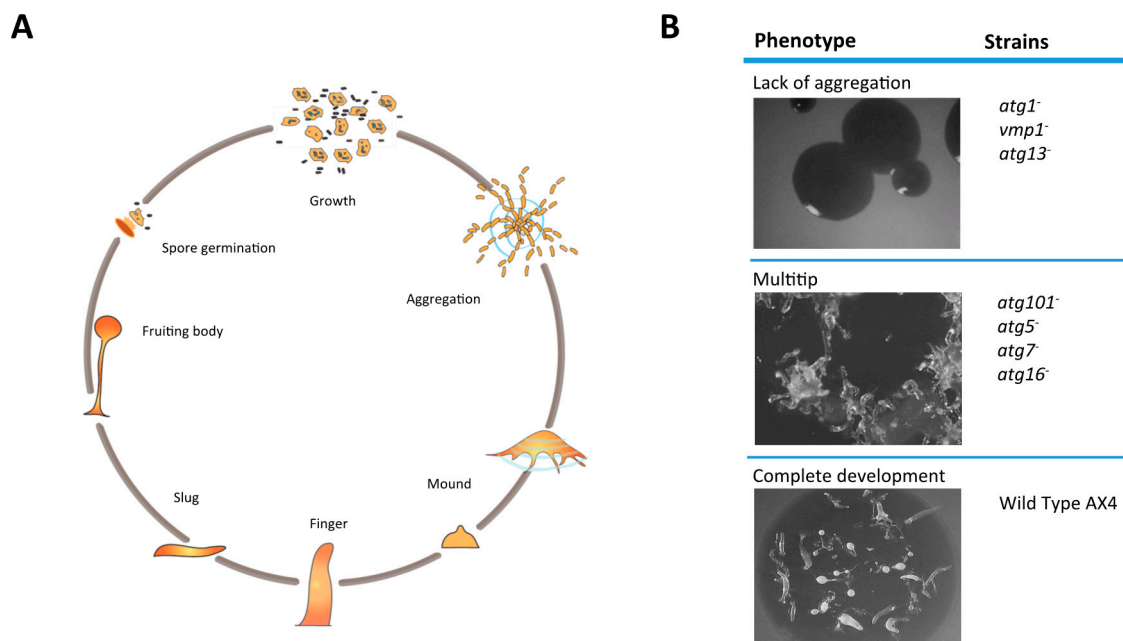 A
Growth
Aggregation
Mound
Finger
Slug
Fruiting body
Spore germination
B
Phenotype Strains
Lack of aggregation
atg1-
vmp1-
atg13-
Multitip
atg101-
atg5-
atg7-
atg16-
Complete development
Wild Type AX4